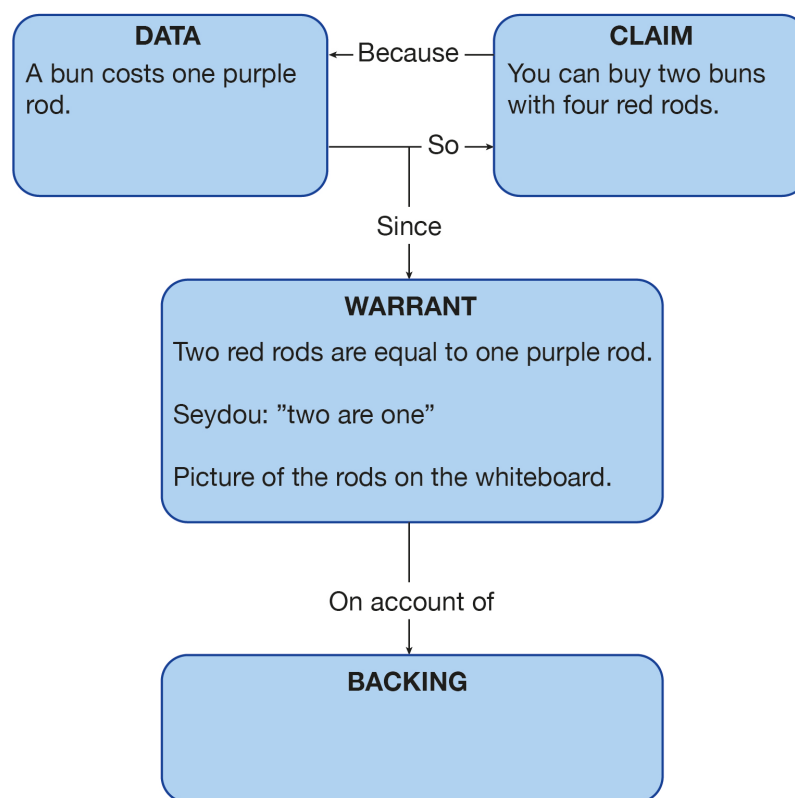 DATA
A bun costs one purple
rod.
Because
CLAIM
You can buy two buns
with four red rods.
So
Since
WARRANT
Two red rods are equal to one purple rod.
Seydou: ”two are one”
Picture of the rods on the whiteboard.
On account of
BACKING